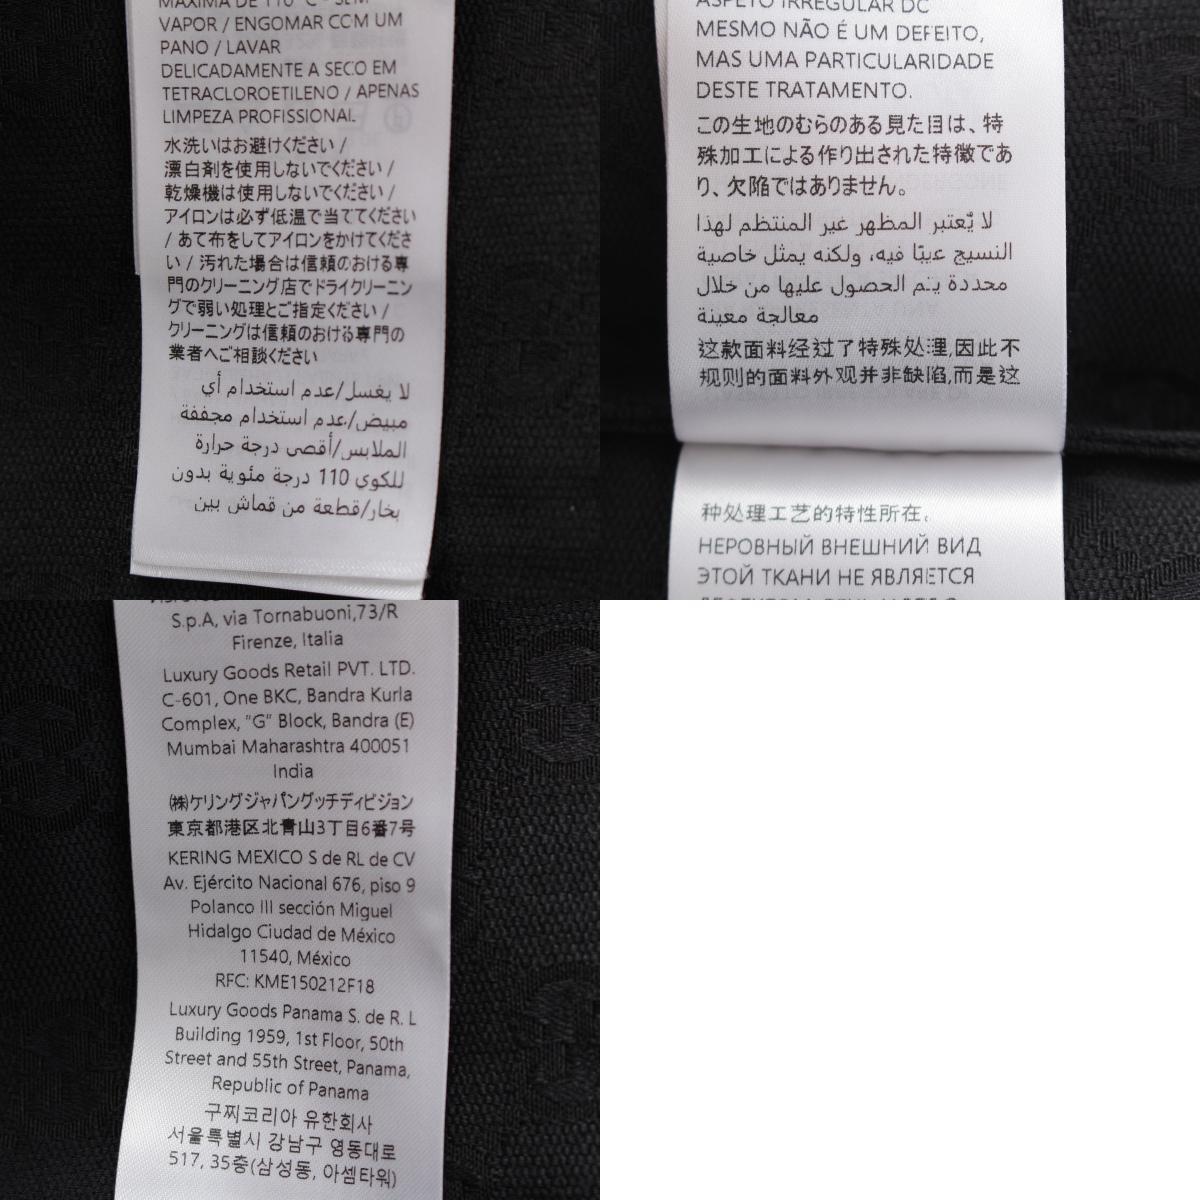 MÁXIMA DE 110°C - SEM
VAPOR / ENGOMAR COM UM
PANO / LAVAR
DELICADAMENTE A SECO EM
TETRACLOROETILENO / APENAS
LIMPEZA PROFISSIONAL.
水洗いはお避けください /
漂白剤を使用しないでください /
乾燥機は使用しないでください /
アイロンは必ず低温で当ててください
/ あて布をしてアイロンをかけてくださ
い / 汚れた場合は信頼のおける専
門のクリーニング店でドライクリーニン
グで弱い処理とご指定ください /
クリーニングは信頼のおける専門の
業者へご相談ください
لا يغسل/عدم استخدام أي
مبيض/عدم استخدام مجففة
الملابس/أقصى درجة حرارة
للكوي 110 درجة مئوية بدون
بخار/قطعة من قماش بين
ASPETO IRREGULAR DO
MESMO NÃO É UM DEFEITO,
MAS UMA PARTICULARIDADE
DESTE TRATAMENTO.
この生地のむらのある見た目は、特
殊加工による作り出された特徴であ
り、欠陥ではありません。
لا يُعتبر المظهر غير المنتظم لهذا
النسيج عيبًا فيه، ولكنه يمثل خاصية
محددة يتم الحصول عليها من خلال
معالجة معينة
这款面料经过了特殊处理,因此不
规则的面料外观并非缺陷,而是这
种处理工艺的特性所在。
НЕРОВНЫЙ ВНЕШНИЙ ВИД
ЭТОЙ ТКАНИ НЕ ЯВЛЯЕТСЯ
S.p.A, via Tornabuoni,73/R
Firenze, Italia
Luxury Goods Retail PVT. LTD.
C-601, One BKC, Bandra Kurla
Complex, "G" Block, Bandra (E)
Mumbai Maharashtra 400051
India
㈱ケリングジャパングッチディビジョン
東京都港区北青山3丁目6番7号
KERING MEXICO S de RL de CV
Av. Ejército Nacional 676, piso 9
Polanco III sección Miguel
Hidalgo Ciudad de México
11540, México
RFC: KME150212F18
Luxury Goods Panama S. de R. L
Building 1959, 1st Floor, 50th
Street and 55th Street, Panama,
Republic of Panama
구찌코리아 유한회사
서울특별시 강남구 영동대로
517, 35층(삼성동, 아셈타워)